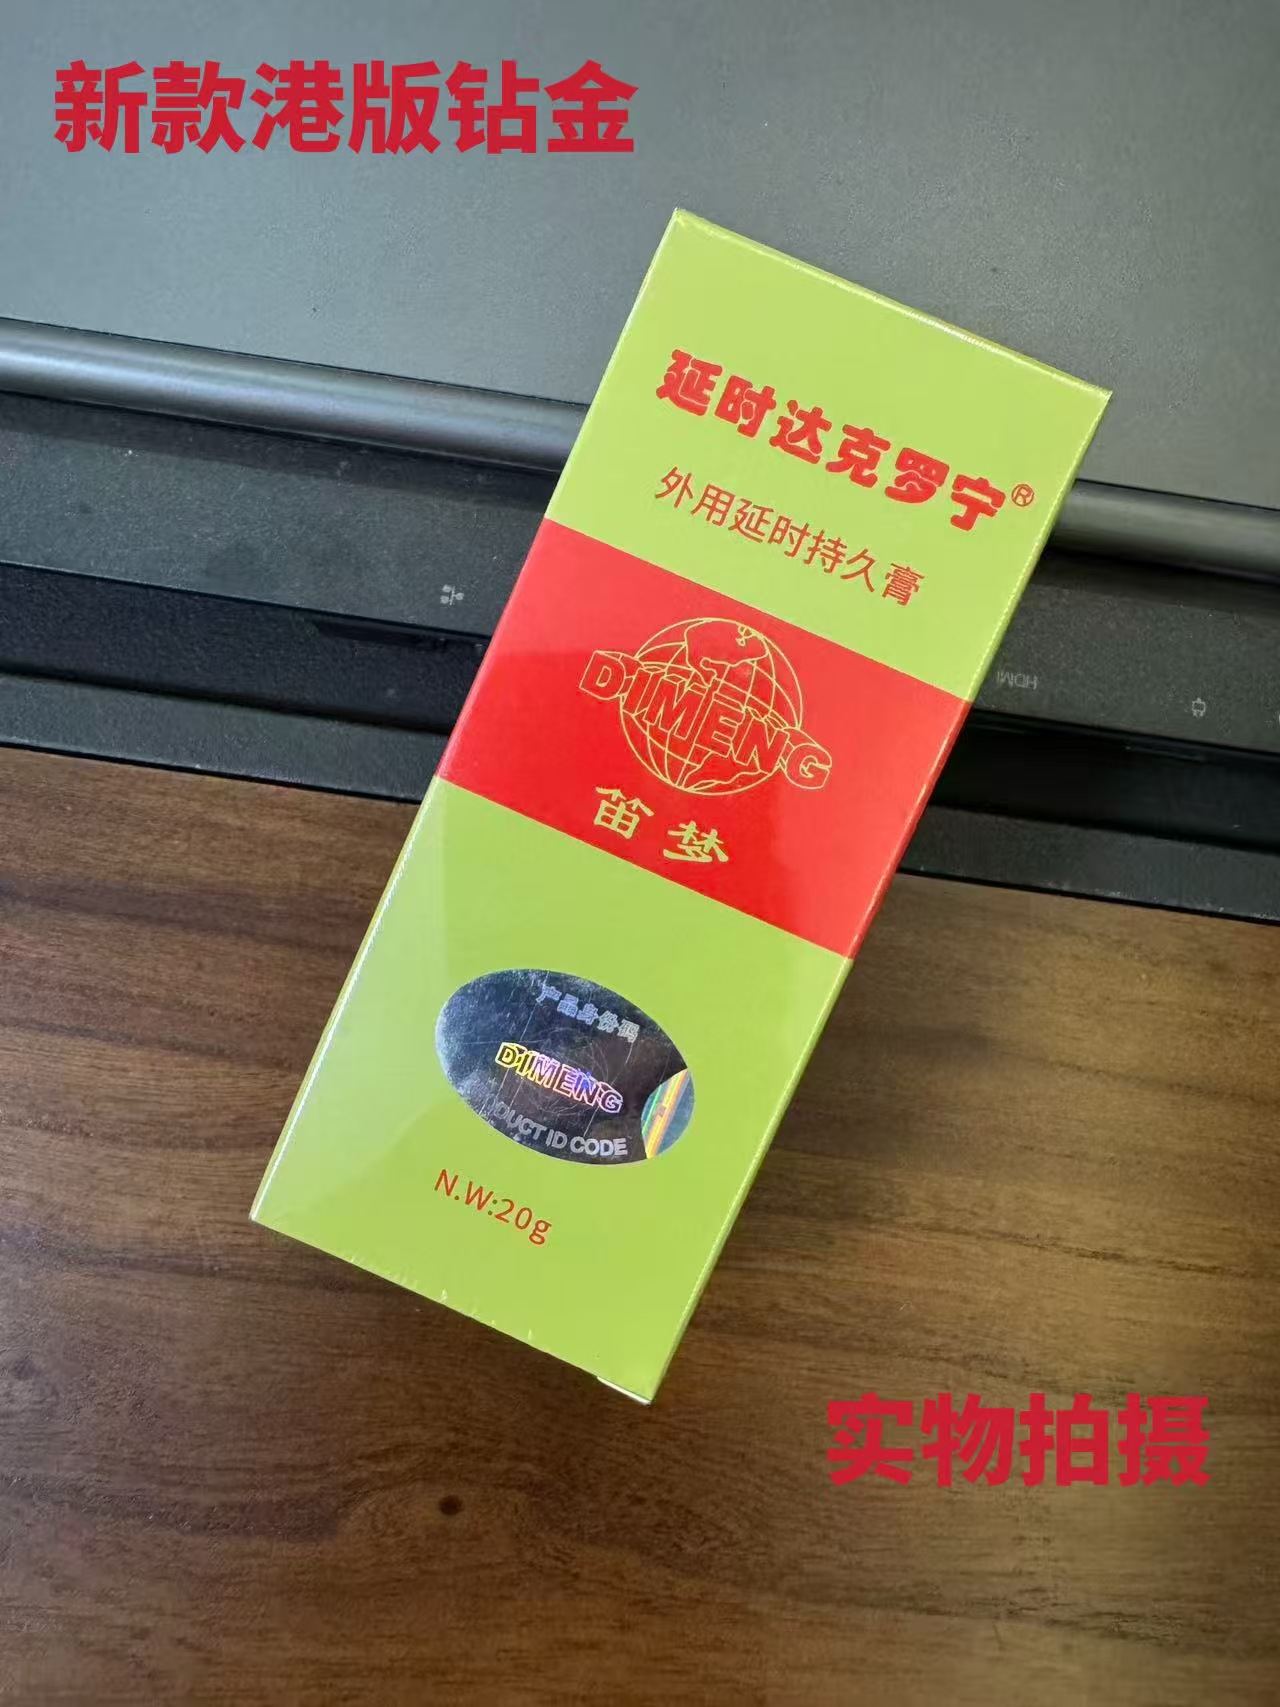 新款港版钻金
延时达克罗宁®
外用延时持久膏
DIMENG
笛梦
产品身份码
DIMENG
DUCT ID CODE
N.W:20g
HDMI
实物拍摄